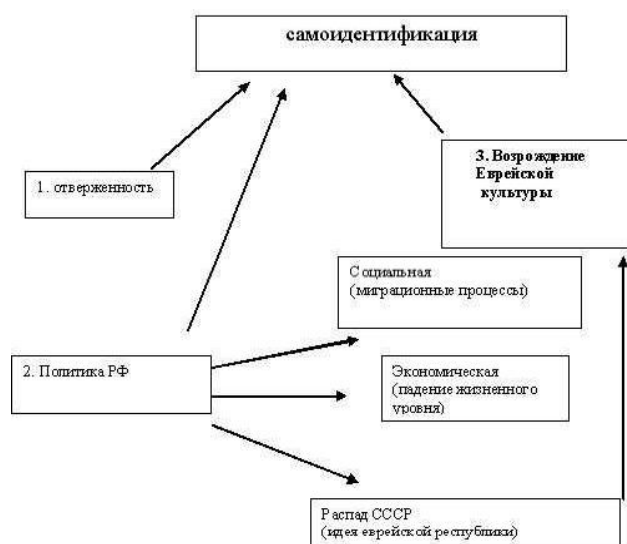 самоидентификация
3. Возрождение
Еврейской
культуры
1. отверженность
Социальная
(миграционные процессы)
2. Политика РФ
Экономическая
(падение жизненного
уровня)
Распад СССР
(идея еврейской республики)